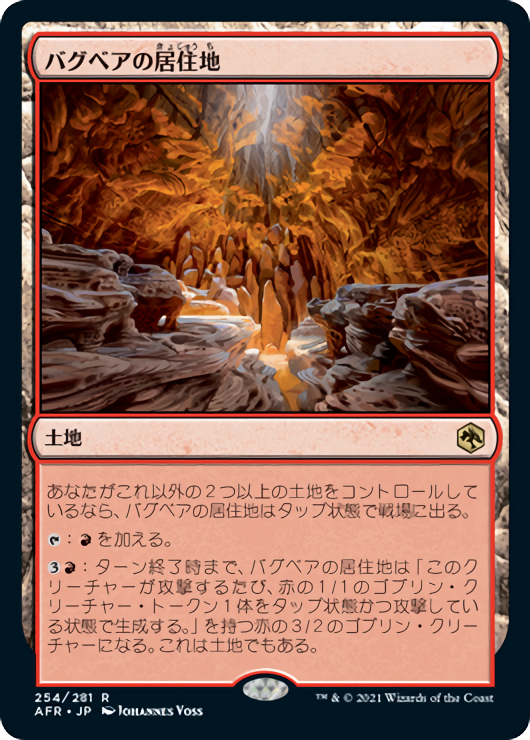 きょじゅうち
バグベアの居住地
土地
あなたがこれ以外の2つ以上の土地をコントロールして
いるなら、バグベアの居住地はタップ状態で戦場に出る。
:を加える。
3:ターン終了時まで、バグベアの居住地は「このク
リーチャーが攻撃するたび、赤の1/1のゴブリン・ク
リーチャー・トークン1体をタップ状態かつ攻撃してい
る状態で生成する。」を持つ赤の3/2のゴブリン・クリー
チャーになる。これは土地でもある。
254/281 R
AFR • JP Johannes Voss
™ & © 2021 Wizards of the Coast